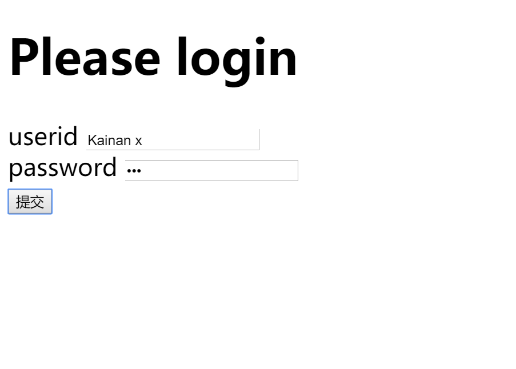 Please login
userid Kainan x
password •••
提交